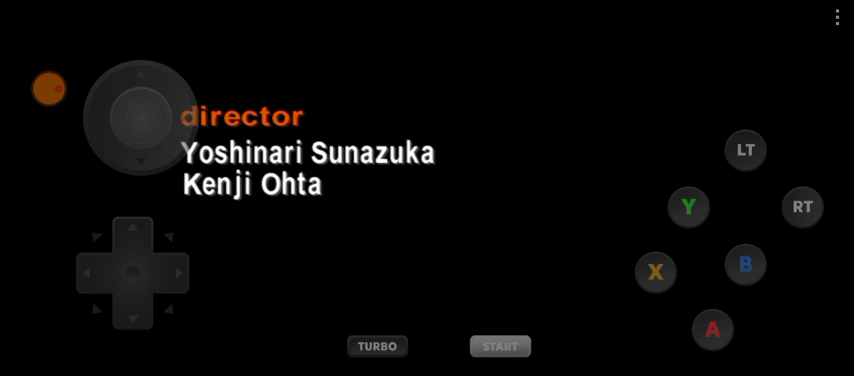 director
Yoshinari Sunazuka
Kenji Ohta
LT
Y
RT
X
B
A
TURBO
START